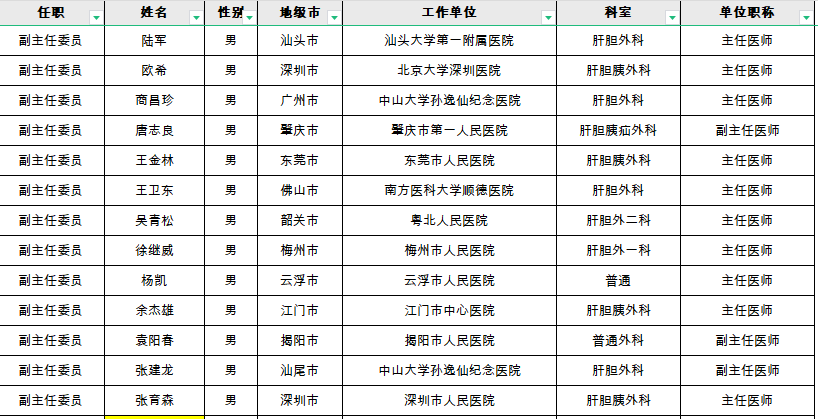 任职 姓名 性别 地级市 工作单位 科室 单位职称
副主任委员 陆军 男 汕头市 汕头大学第一附属医院 肝胆外科 主任医师
副主任委员 欧希 男 深圳市 北京大学深圳医院 肝胆胰外科 主任医师
副主任委员 商昌珍 男 广州市 中山大学孙逸仙纪念医院 肝胆外科 主任医师
副主任委员 唐志良 男 肇庆市 肇庆市第一人民医院 肝胆胰疝外科 副主任医师
副主任委员 王金林 男 东莞市 东莞市人民医院 肝胆胰外科 主任医师
副主任委员 王卫东 男 佛山市 南方医科大学顺德医院 肝胆外科 主任医师
副主任委员 吴青松 男 韶关市 粤北人民医院 肝胆外二科 主任医师
副主任委员 徐继威 男 梅州市 梅州市人民医院 肝胆外一科 主任医师
副主任委员 杨凯 男 云浮市 云浮市人民医院 普通 主任医师
副主任委员 余杰雄 男 江门市 江门市中心医院 肝胆胰外科 主任医师
副主任委员 袁阳春 男 揭阳市 揭阳市人民医院 普通外科 副主任医师
副主任委员 张建龙 男 汕尾市 中山大学孙逸仙纪念医院 肝胆外科 副主任医师
副主任委员 张育森 男 深圳市 深圳市人民医院 肝胆胰外科 主任医师